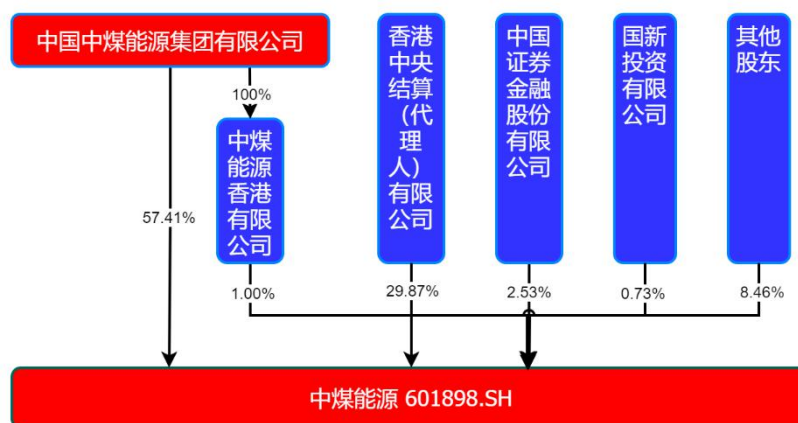 中国中煤能源集团有限公司
香港
中央
结算
（代
理
人）
有限
公司
中国
证券
金融
股份
有限
公司
国新
投资
有限
公司
其他
股东
100%
中煤
能源
香港
有限
公司
57.41%
1.00%
29.87%
2.53%
0.73%
8.46%
中煤能源 601898.SH